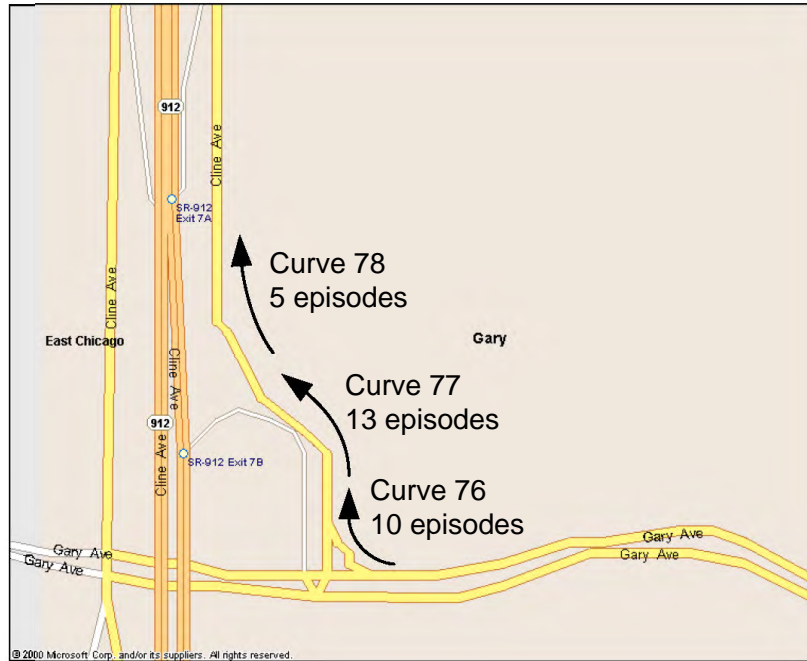 912
Cline Ave
SR-912
Exit 7A
Cline Ave
Curve 78
5 episodes
East Chicago
Gary
Cline Ave
Curve 77
13 episodes
912
Cline Ave
SR-912 Exit 7B
Curve 76
10 episodes
Gary Ave
Gary Ave
Gary Ave
Gary Ave
© 2000 Microsoft Corp. and/or its suppliers. All rights reserved.